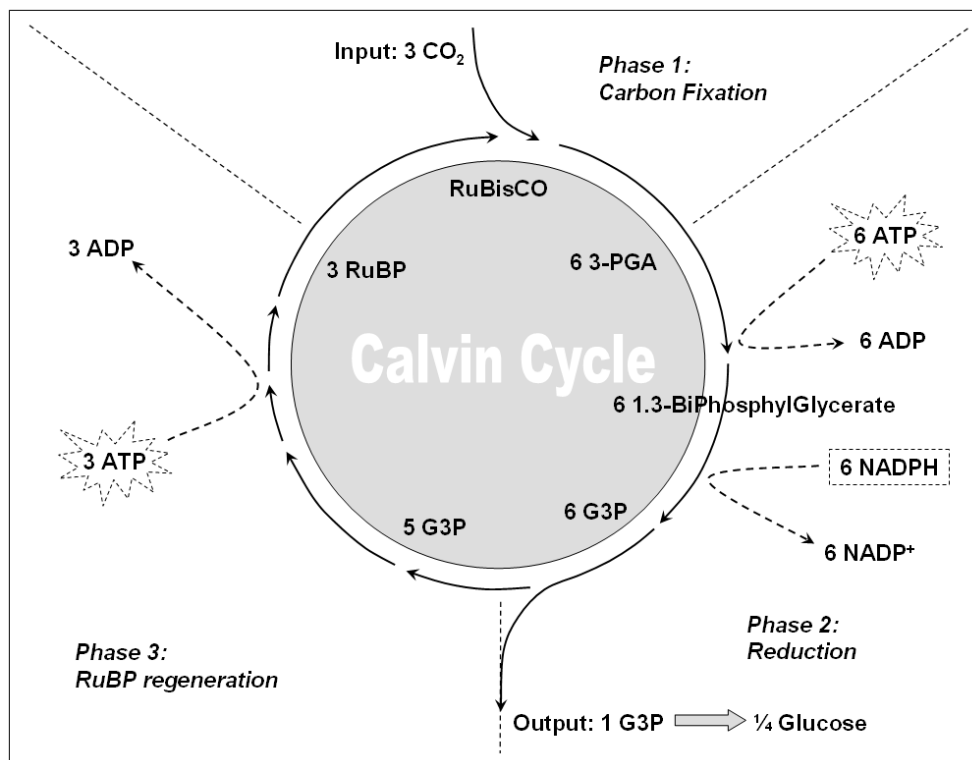 Input: 3 CO₂
Phase 1:
Carbon Fixation
RuBisCO
3 ADP
3 RuBP
6 3-PGA
6 ATP
6 ADP
Calvin Cycle
6 1.3-BiPhosphylGlycerate
3 ATP
6 NADPH
5 G3P
6 G3P
6 NADP⁺
Phase 3:
RuBP regeneration
Phase 2:
Reduction
Output: 1 G3P ¼ Glucose